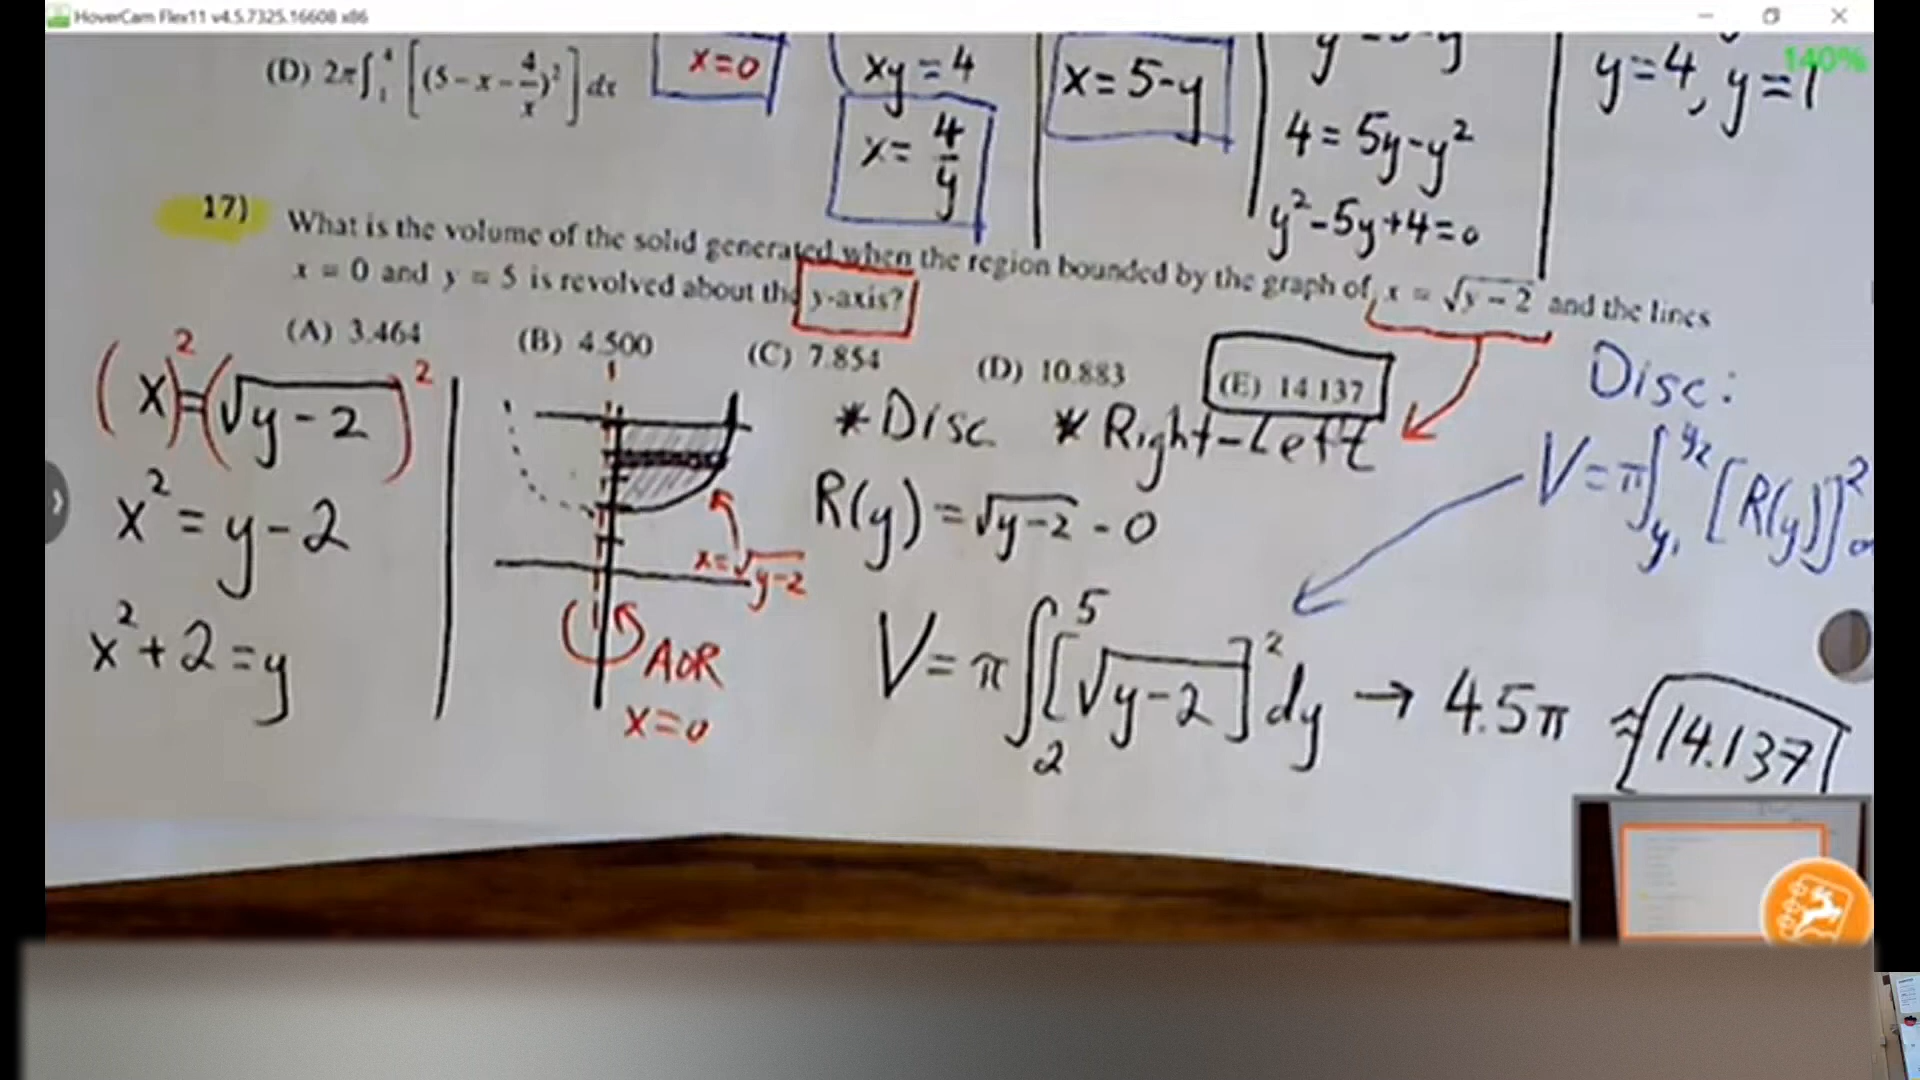 HoverCam Flex11 v4.5.7325.16608 x86
140%
(D) 2π∫₁⁴ [(5 − x − 4/x)²] dx
x=0
xy = 4
x = 4/y
x = 5-y
4 = 5y-y²
y²-5y+4=0
y=4, y=1
17) What is the volume of the solid generated when the region bounded by the graph of x = √(y − 2) and the lines
x = 0 and y = 5 is revolved about the y-axis?
(A) 3.464 (B) 4.500 (C) 7.854 (D) 10.883 (E) 14.137
(x)² = (√(y-2))²
x² = y-2
x²+2=y
x=√(y-2)
AOR
x=0
* Disc * Right-Left
R(y) = √(y-2) - 0
V = π∫₂⁵ [√(y-2)]² dy → 4.5π ≈ 14.137
Disc:
V=π∫_{y₁}^{y₂} [R(y)]²